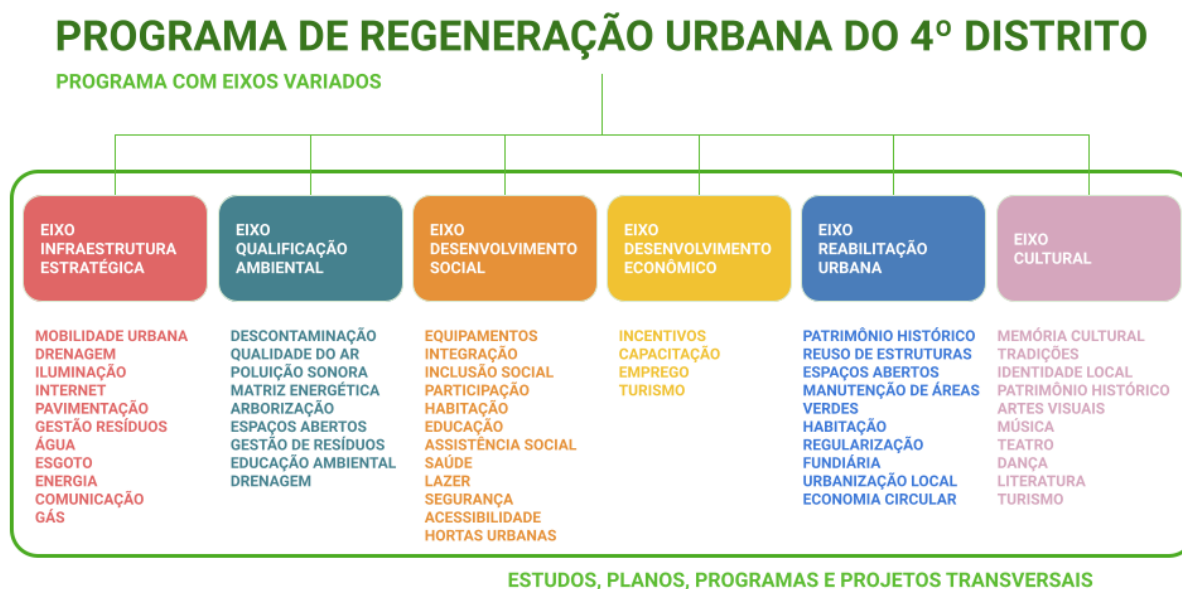 PROGRAMA DE REGENERAÇÃO URBANA DO 4º DISTRITO
PROGRAMA COM EIXOS VARIADOS
EIXO
INFRAESTRUTURA
ESTRATÉGICA
MOBILIDADE URBANA
DRENAGEM
ILUMINAÇÃO
INTERNET
PAVIMENTAÇÃO
GESTÃO RESÍDUOS
ÁGUA
ESGOTO
ENERGIA
COMUNICAÇÃO
GÁS
EIXO
QUALIFICAÇÃO
AMBIENTAL
DESCONTAMINAÇÃO
QUALIDADE DO AR
POLUIÇÃO SONORA
MATRIZ ENERGÉTICA
ARBORIZAÇÃO
ESPAÇOS ABERTOS
GESTÃO DE RESÍDUOS
EDUCAÇÃO AMBIENTAL
DRENAGEM
EIXO
DESENVOLVIMENTO
SOCIAL
EQUIPAMENTOS
INTEGRAÇÃO
INCLUSÃO SOCIAL
PARTICIPAÇÃO
HABITAÇÃO
EDUCAÇÃO
ASSISTÊNCIA SOCIAL
SAÚDE
LAZER
SEGURANÇA
ACESSIBILIDADE
HORTAS URBANAS
EIXO
DESENVOLVIMENTO
ECONÔMICO
INCENTIVOS
CAPACITAÇÃO
EMPREGO
TURISMO
EIXO
REABILITAÇÃO
URBANA
PATRIMÔNIO HISTÓRICO
REUSO DE ESTRUTURAS
ESPAÇOS ABERTOS
MANUTENÇÃO DE ÁREAS
VERDES
HABITAÇÃO
REGULARIZAÇÃO
FUNDIÁRIA
URBANIZAÇÃO LOCAL
ECONOMIA CIRCULAR
EIXO
CULTURAL
MEMÓRIA CULTURAL
TRADIÇÕES
IDENTIDADE LOCAL
PATRIMÔNIO HISTÓRICO
ARTES VISUAIS
MÚSICA
TEATRO
DANÇA
LITERATURA
TURISMO
ESTUDOS, PLANOS, PROGRAMAS E PROJETOS TRANSVERSAIS